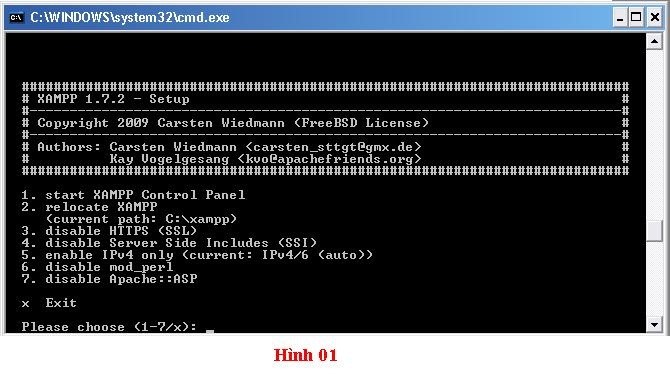 C:\WINDOWS\system32\cmd.exe
###############################################################################
# XAMPP 1.7.2 - Setup #
#-----------------------------------------------------------------------------#
# Copyright 2009 Carsten Wiedmann (FreeBSD License) #
#-----------------------------------------------------------------------------#
# Authors: Carsten Wiedmann <carsten_sttgt@gmx.de> #
# Kay Vogelgesang <kvo@apachefriends.org> #
###############################################################################
1. start XAMPP Control Panel
2. relocate XAMPP
(current path: C:\xampp)
3. disable HTTPS (SSL)
4. disable Server Side Includes (SSI)
5. enable IPv4 only (current: IPv4/6 (auto))
6. disable mod_perl
7. disable Apache::ASP
x Exit
Please choose (1-7/x): _
Hình 01